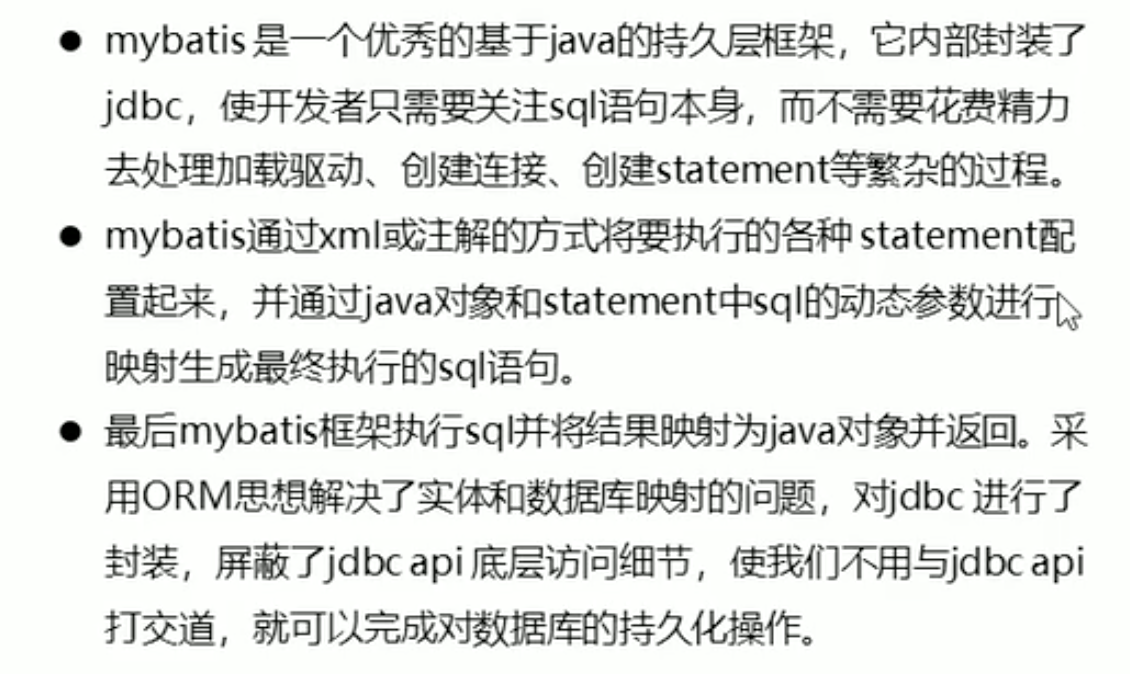 ● mybatis 是一个优秀的基于java的持久层框架，它内部封装了
jdbc，使开发者只需要关注sql语句本身，而不需要花费精力
去处理加载驱动、创建连接、创建statement等繁杂的过程。
● mybatis通过xml或注解的方式将要执行的各种 statement配
置起来，并通过java对象和statement中sql的动态参数进行
映射生成最终执行的sql语句。
● 最后mybatis框架执行sql并将结果映射为java对象并返回。采
用ORM思想解决了实体和数据库映射的问题，对jdbc 进行了
封装，屏蔽了jdbc api 底层访问细节，使我们不用与jdbc api
打交道，就可以完成对数据库的持久化操作。